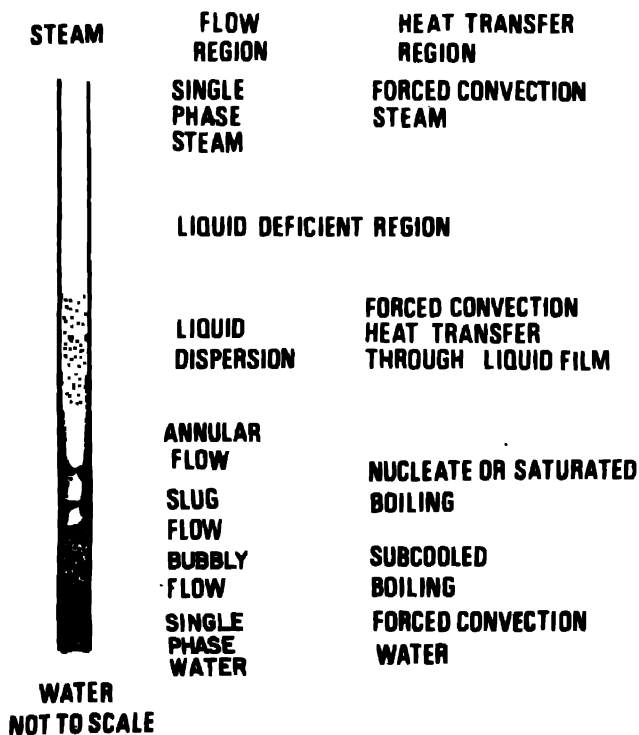 STEAM
FLOW
REGION
HEAT TRANSFER
REGION
SINGLE
PHASE
STEAM
FORCED CONVECTION
STEAM
LIQUID DEFICIENT REGION
LIQUID
DISPERSION
FORCED CONVECTION
HEAT TRANSFER
THROUGH LIQUID FILM
ANNULAR
FLOW
SLUG
FLOW
NUCLEATE OR SATURATED
BOILING
BUBBLY
FLOW
SUBCOOLED
BOILING
SINGLE
PHASE
WATER
FORCED CONVECTION
WATER
WATER
NOT TO SCALE